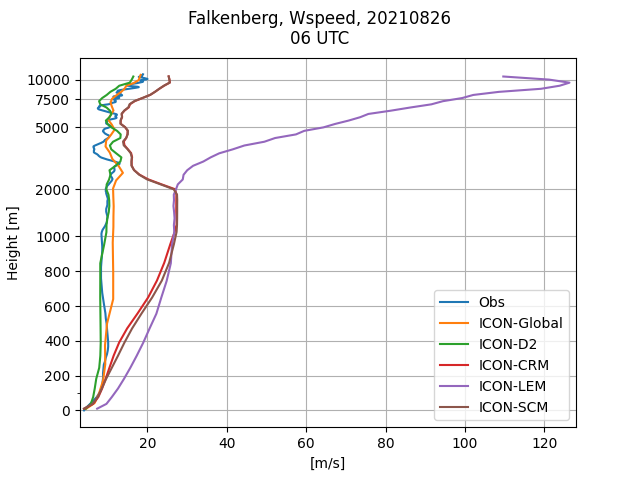 Falkenberg, Wspeed, 20210826
06 UTC
10000
7500
5000
2000
1000
800
600
400
200
0
Height [m]
20
40
60
80
100
120
[m/s]
Obs
ICON-Global
ICON-D2
ICON-CRM
ICON-LEM
ICON-SCM